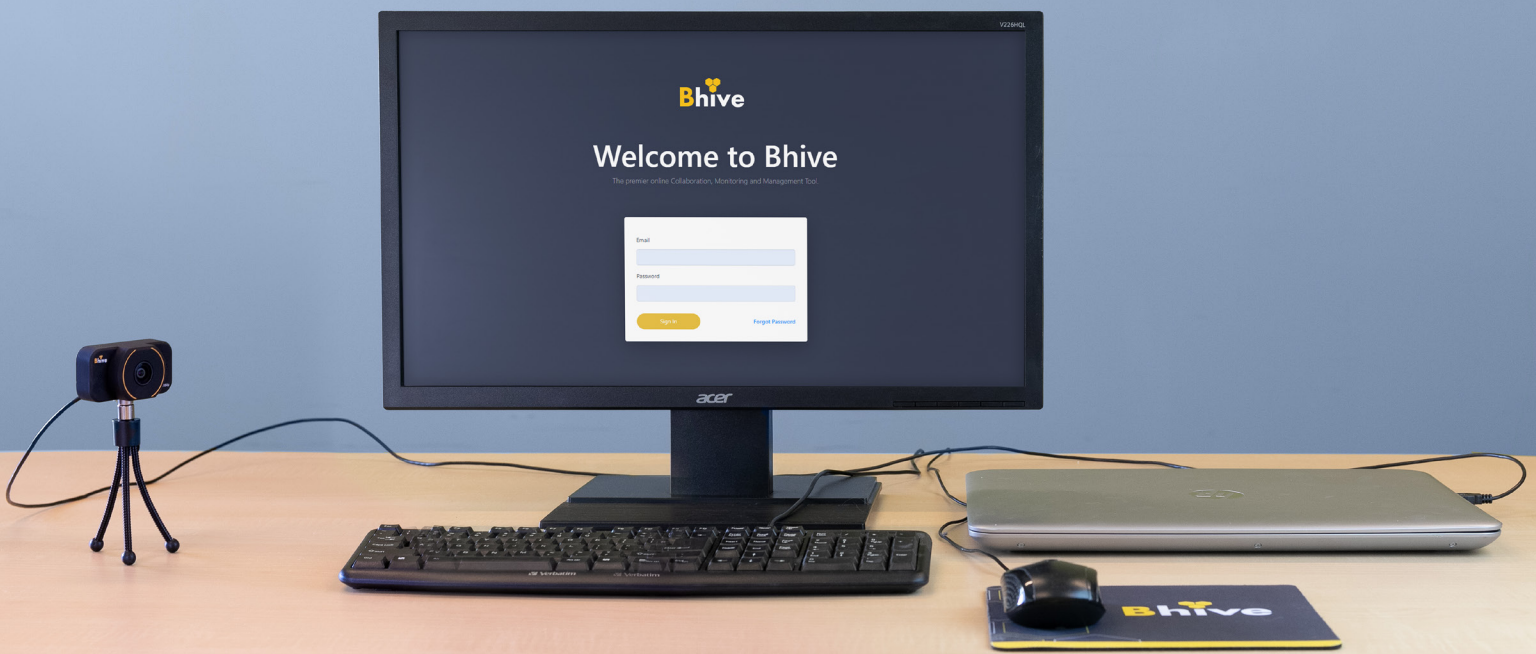 V226HQL
Bhive
Welcome to Bhive
The premier online Collaboration, Monitoring and Management Tool.
Email
Password
Sign In
Forgot Password
acer
Bhive
Verbatim
Verbatim
Bhive